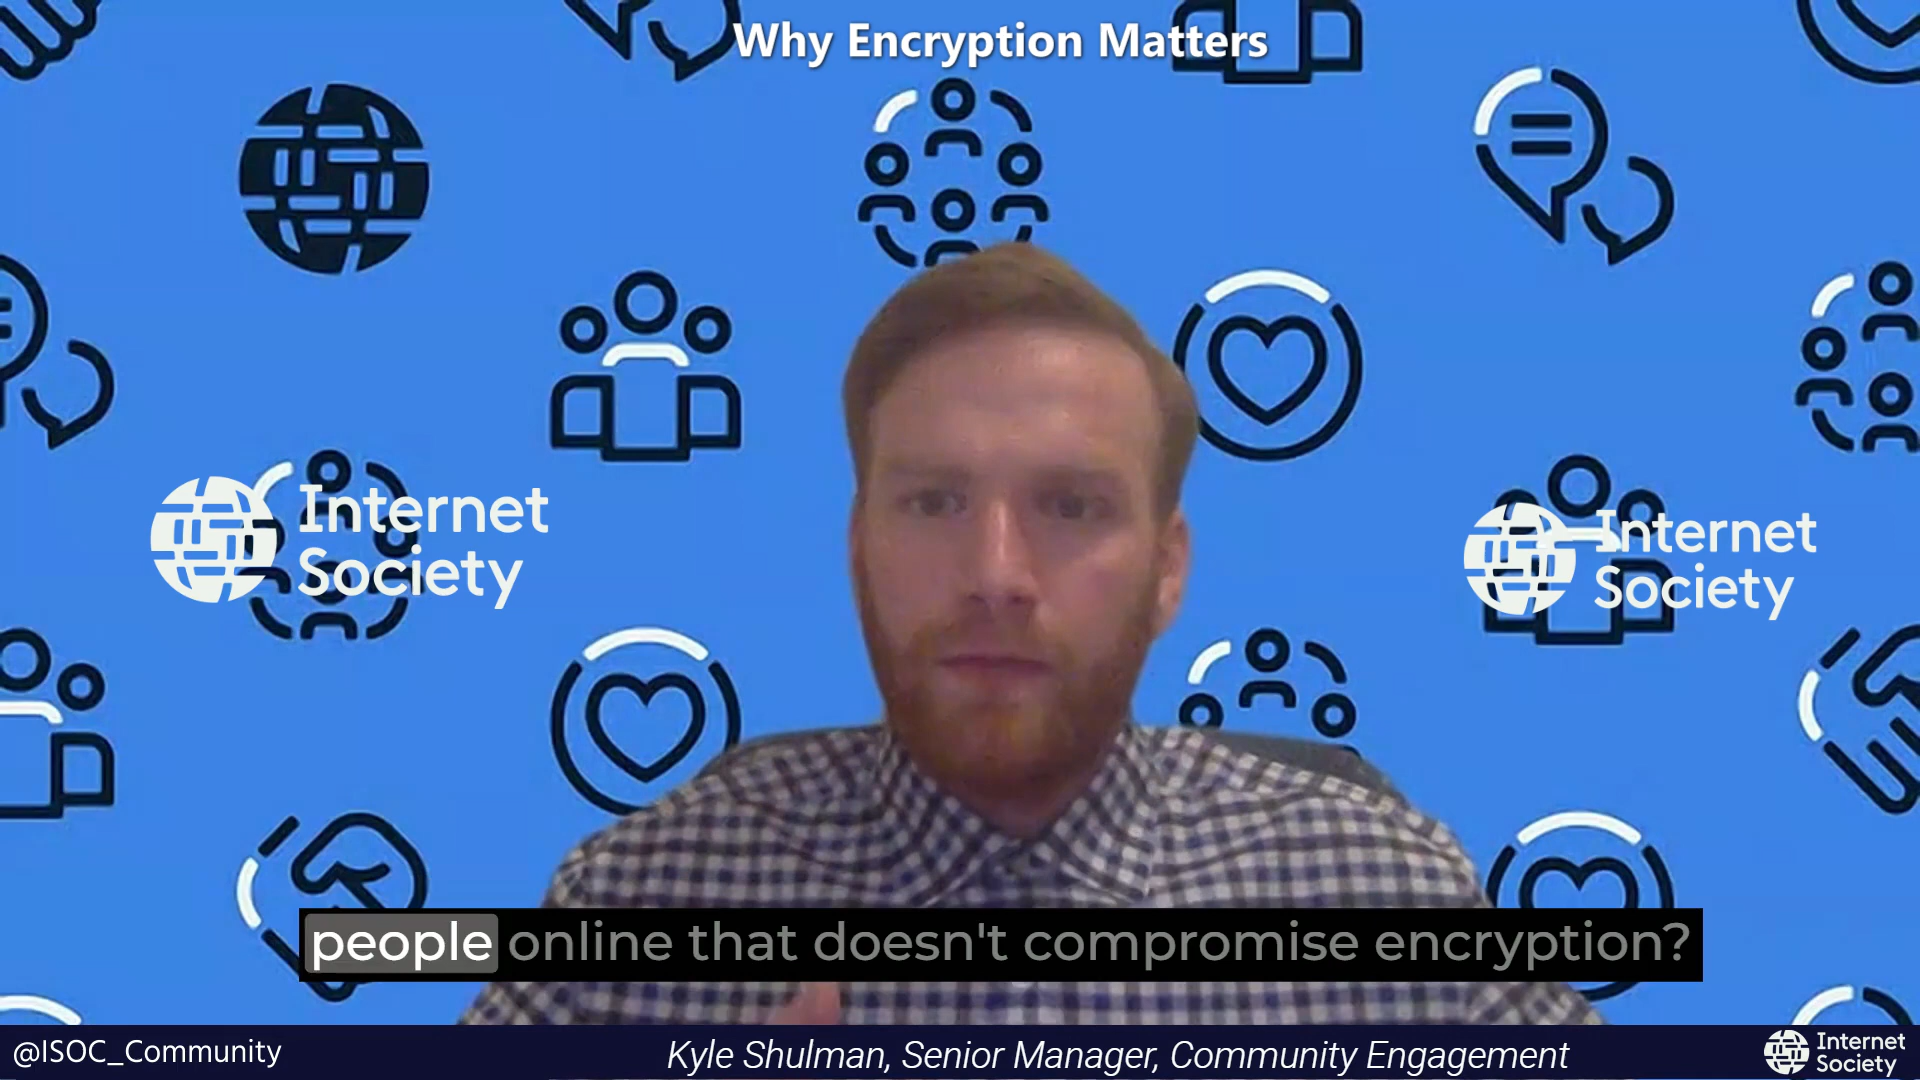 Why Encryption Matters
Internet
Society
Internet
Society
people online that doesn't compromise encryption?
@ISOC_Community
Kyle Shulman, Senior Manager, Community Engagement
Internet
Society